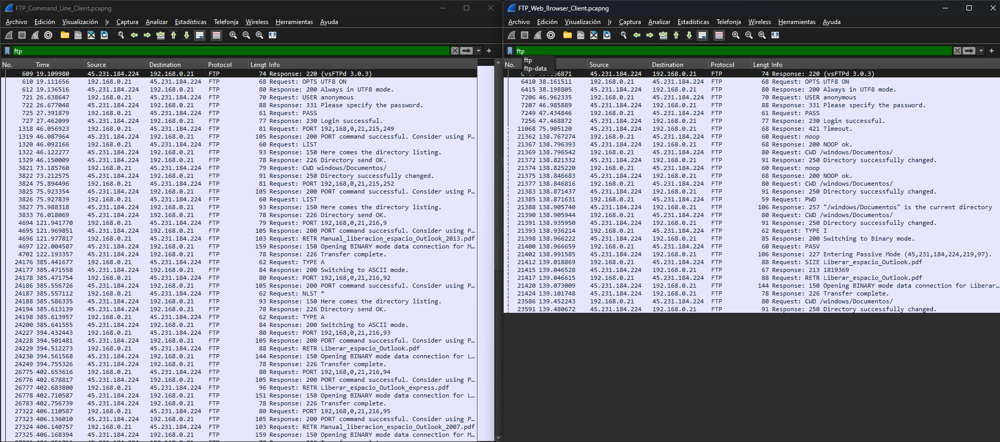 FTP_Command_Line_Client.pcapng
Archivo Edición Visualización Ir Captura Analizar Estadísticas Telefonía Wireless Herramientas Ayuda
ftp
No. Time Source Destination Protocol Lengt Info
609 19.109980 45.231.184.224 192.168.0.21 FTP 74 Response: 220 (vsFTPd 3.0.3)
610 19.111656 192.168.0.21 45.231.184.224 FTP 68 Request: OPTS UTF8 ON
612 19.136516 45.231.184.224 192.168.0.21 FTP 80 Response: 200 Always in UTF8 mode.
721 26.638647 192.168.0.21 45.231.184.224 FTP 70 Request: USER anonymous
722 26.677048 45.231.184.224 192.168.0.21 FTP 88 Response: 331 Please specify the password.
725 27.391879 192.168.0.21 45.231.184.224 FTP 61 Request: PASS
727 27.462099 45.231.184.224 192.168.0.21 FTP 77 Response: 230 Login successful.
1318 46.056923 192.168.0.21 45.231.184.224 FTP 81 Request: PORT 192,168,0,21,215,249
1319 46.087964 45.231.184.224 192.168.0.21 FTP 105 Response: 200 PORT command successful. Consider using P…
1320 46.092166 192.168.0.21 45.231.184.224 FTP 60 Request: LIST
1322 46.122277 45.231.184.224 192.168.0.21 FTP 93 Response: 150 Here comes the directory listing.
1329 46.150009 45.231.184.224 192.168.0.21 FTP 78 Response: 226 Directory send OK.
3821 73.185760 192.168.0.21 45.231.184.224 FTP 79 Request: CWD windows/Documentos/
3822 73.212575 45.231.184.224 192.168.0.21 FTP 91 Response: 250 Directory successfully changed.
3824 75.894496 192.168.0.21 45.231.184.224 FTP 81 Request: PORT 192,168,0,21,215,252
3825 75.923354 45.231.184.224 192.168.0.21 FTP 105 Response: 200 PORT command successful. Consider using P…
3826 75.927839 192.168.0.21 45.231.184.224 FTP 60 Request: LIST
3827 75.988318 45.231.184.224 192.168.0.21 FTP 93 Response: 150 Here comes the directory listing.
3833 76.018069 45.231.184.224 192.168.0.21 FTP 78 Response: 226 Directory send OK.
4694 121.941770 192.168.0.21 45.231.184.224 FTP 79 Request: PORT 192,168,0,21,216,9
4695 121.969851 45.231.184.224 192.168.0.21 FTP 105 Response: 200 PORT command successful. Consider using P…
4696 121.977817 192.168.0.21 45.231.184.224 FTP 103 Request: RETR Manual_liberacion_espacio_Outlook_2013.pdf
4697 122.004587 45.231.184.224 192.168.0.21 FTP 159 Response: 150 Opening BINARY mode data connection for M…
4702 122.193357 45.231.184.224 192.168.0.21 FTP 78 Response: 226 Transfer complete.
24176 385.441677 192.168.0.21 45.231.184.224 FTP 62 Request: TYPE A
24177 385.471558 45.231.184.224 192.168.0.21 FTP 84 Response: 200 Switching to ASCII mode.
24178 385.471754 192.168.0.21 45.231.184.224 FTP 80 Request: PORT 192,168,0,21,216,92
24186 385.556726 45.231.184.224 192.168.0.21 FTP 105 Response: 200 PORT command successful. Consider using P…
24187 385.557112 192.168.0.21 45.231.184.224 FTP 62 Request: NLST *
24188 385.586335 45.231.184.224 192.168.0.21 FTP 93 Response: 150 Here comes the directory listing.
24194 385.613139 45.231.184.224 192.168.0.21 FTP 78 Response: 226 Directory send OK.
24198 385.613957 192.168.0.21 45.231.184.224 FTP 62 Request: TYPE A
24200 385.641555 45.231.184.224 192.168.0.21 FTP 84 Response: 200 Switching to ASCII mode.
24227 394.432443 192.168.0.21 45.231.184.224 FTP 80 Request: PORT 192,168,0,21,216,93
24228 394.501481 45.231.184.224 192.168.0.21 FTP 105 Response: 200 PORT command successful. Consider using P…
24229 394.512273 192.168.0.21 45.231.184.224 FTP 88 Request: RETR Liberar_espacio_Outlook.pdf
24230 394.561568 45.231.184.224 192.168.0.21 FTP 144 Response: 150 Opening BINARY mode data connection for L…
24249 394.755326 45.231.184.224 192.168.0.21 FTP 78 Response: 226 Transfer complete.
26775 402.653616 192.168.0.21 45.231.184.224 FTP 80 Request: PORT 192,168,0,21,216,94
26776 402.678817 45.231.184.224 192.168.0.21 FTP 105 Response: 200 PORT command successful. Consider using P…
26777 402.683800 192.168.0.21 45.231.184.224 FTP 96 Request: RETR Liberar_espacio_Outlook_express.pdf
26778 402.710587 45.231.184.224 192.168.0.21 FTP 151 Response: 150 Opening BINARY mode data connection for L…
26783 402.756739 45.231.184.224 192.168.0.21 FTP 78 Response: 226 Transfer complete.
27322 406.110587 192.168.0.21 45.231.184.224 FTP 80 Request: PORT 192,168,0,21,216,95
27323 406.136010 45.231.184.224 192.168.0.21 FTP 105 Response: 200 PORT command successful. Consider using P…
27324 406.140757 192.168.0.21 45.231.184.224 FTP 103 Request: RETR Manual_liberacion_espacio_Outlook_2007.pdf
27325 406.168394 45.231.184.224 192.168.0.21 FTP 159 Response: 150 Opening BINARY mode data connection for M…
FTP_Web_Browser_Client.pcapng
Archivo Edición Visualización Ir Captura Analizar Estadísticas Telefonía Wireless Herramientas Ayuda
ftp
ftp
ftp-data
No. Source Destination Protocol Lengt Info
45.231.184.224 192.168.0.21 FTP 74 Response: 220 (vsFTPd 3.0.3)
6410 38.161511 192.168.0.21 45.231.184.224 FTP 68 Request: OPTS UTF8 ON
6415 38.198805 45.231.184.224 192.168.0.21 FTP 80 Response: 200 Always in UTF8 mode.
7206 46.962335 192.168.0.21 45.231.184.224 FTP 70 Request: USER anonymous
7207 46.985889 45.231.184.224 192.168.0.21 FTP 88 Response: 331 Please specify the password.
7249 47.434846 192.168.0.21 45.231.184.224 FTP 61 Request: PASS
7256 47.468872 45.231.184.224 192.168.0.21 FTP 77 Response: 230 Login successful.
11068 75.905120 45.231.184.224 192.168.0.21 FTP 68 Response: 421 Timeout.
21362 138.767274 192.168.0.21 45.231.184.224 FTP 60 Request: noop
21367 138.796393 45.231.184.224 192.168.0.21 FTP 68 Response: 200 NOOP ok.
21369 138.796542 192.168.0.21 45.231.184.224 FTP 80 Request: CWD /windows/Documentos/
21372 138.821332 45.231.184.224 192.168.0.21 FTP 91 Response: 250 Directory successfully changed.
21374 138.825220 192.168.0.21 45.231.184.224 FTP 60 Request: noop
21375 138.846683 45.231.184.224 192.168.0.21 FTP 68 Response: 200 NOOP ok.
21377 138.846816 192.168.0.21 45.231.184.224 FTP 80 Request: CWD /windows/Documentos/
21383 138.871437 45.231.184.224 192.168.0.21 FTP 91 Response: 250 Directory successfully changed.
21385 138.871631 192.168.0.21 45.231.184.224 FTP 59 Request: PWD
21388 138.905740 45.231.184.224 192.168.0.21 FTP 106 Response: 257 "/windows/Documentos" is the current directory
21390 138.905944 192.168.0.21 45.231.184.224 FTP 80 Request: CWD /windows/Documentos/
21391 138.935950 45.231.184.224 192.168.0.21 FTP 91 Response: 250 Directory successfully changed.
21393 138.936214 192.168.0.21 45.231.184.224 FTP 62 Request: TYPE I
21398 138.966222 45.231.184.224 192.168.0.21 FTP 85 Response: 200 Switching to Binary mode.
21400 138.966659 192.168.0.21 45.231.184.224 FTP 60 Request: PASV
21402 138.991585 45.231.184.224 192.168.0.21 FTP 106 Response: 227 Entering Passive Mode (45,231,184,224,219,97).
21412 139.018869 192.168.0.21 45.231.184.224 FTP 88 Request: SIZE Liberar_espacio_Outlook.pdf
21415 139.046528 45.231.184.224 192.168.0.21 FTP 67 Response: 213 1819369
21417 139.046615 192.168.0.21 45.231.184.224 FTP 88 Request: RETR Liberar_espacio_Outlook.pdf
21420 139.073009 45.231.184.224 192.168.0.21 FTP 144 Response: 150 Opening BINARY mode data connection for Liberar…
21424 139.101748 45.231.184.224 192.168.0.21 FTP 78 Response: 226 Transfer complete.
23586 139.452243 192.168.0.21 45.231.184.224 FTP 80 Request: CWD /windows/Documentos/
23591 139.480672 45.231.184.224 192.168.0.21 FTP 91 Response: 250 Directory successfully changed.